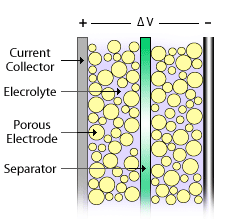 + ΔV −
Current
Collector
Elecrolyte
Porous
Electrode
Separator